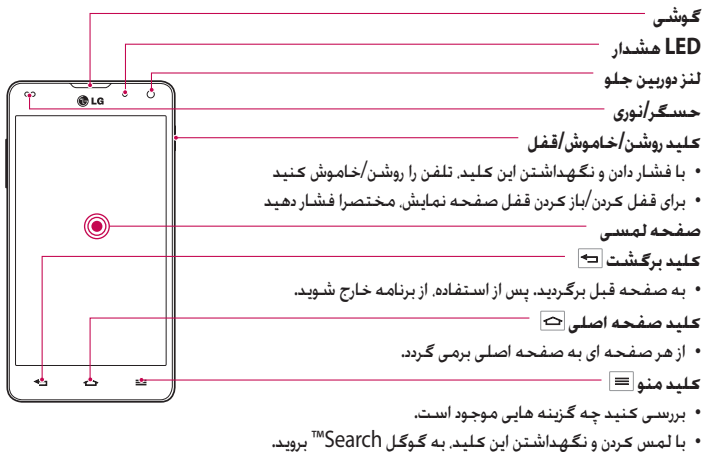 گوشی
LED هشدار
لنز دوربین جلو
حسگر/نوری
LG
کلید روشن/خاموش/قفل
• با فشار دادن و نگهداشتن این کلید، تلفن را روشن/خاموش کنید
• برای قفل کردن/باز کردن قفل صفحه نمایش، مختصرا فشار دهید
صفحه لمسی
کلید برگشت
• به صفحه قبل برگردید. پس از استفاده، از برنامه خارج شوید.
کلید صفحه اصلی
• از هر صفحه ای به صفحه اصلی برمی گردد.
کلید منو
• بررسی کنید چه گزینه هایی موجود است.
• با لمس کردن و نگهداشتن این کلید، به گوگل Search™ بروید.